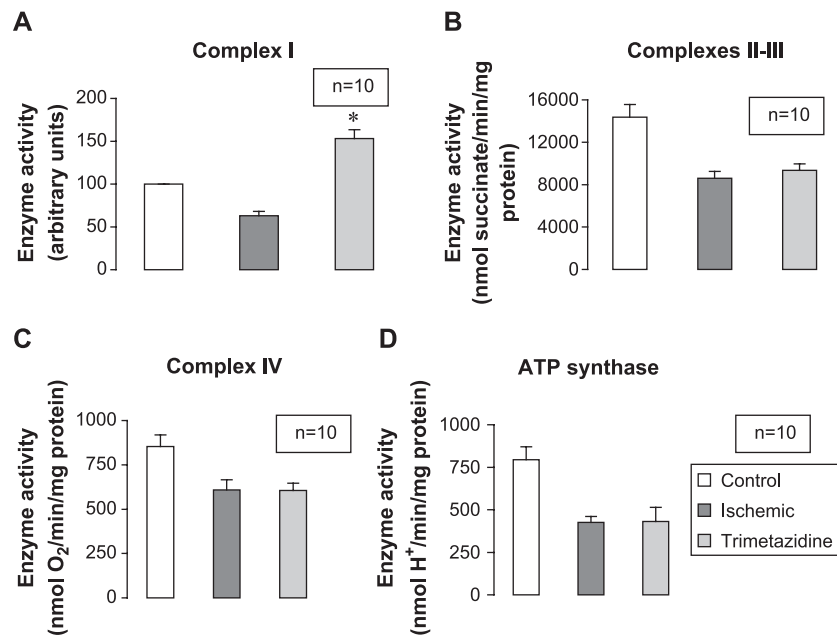 A
Complex I
n=10
*
Enzyme activity
(arbitrary units)
200
150
100
50
0
B
Complexes II-III
n=10
Enzyme activity
(nmol succinate/min/mg
protein)
16000
12000
8000
4000
0
C
Complex IV
n=10
Enzyme activity
(nmol O₂/min/mg protein)
1000
750
500
250
0
D
ATP synthase
n=10
Enzyme activity
(nmol H⁺/min/mg protein)
1000
750
500
250
0
Control
Ischemic
Trimetazidine